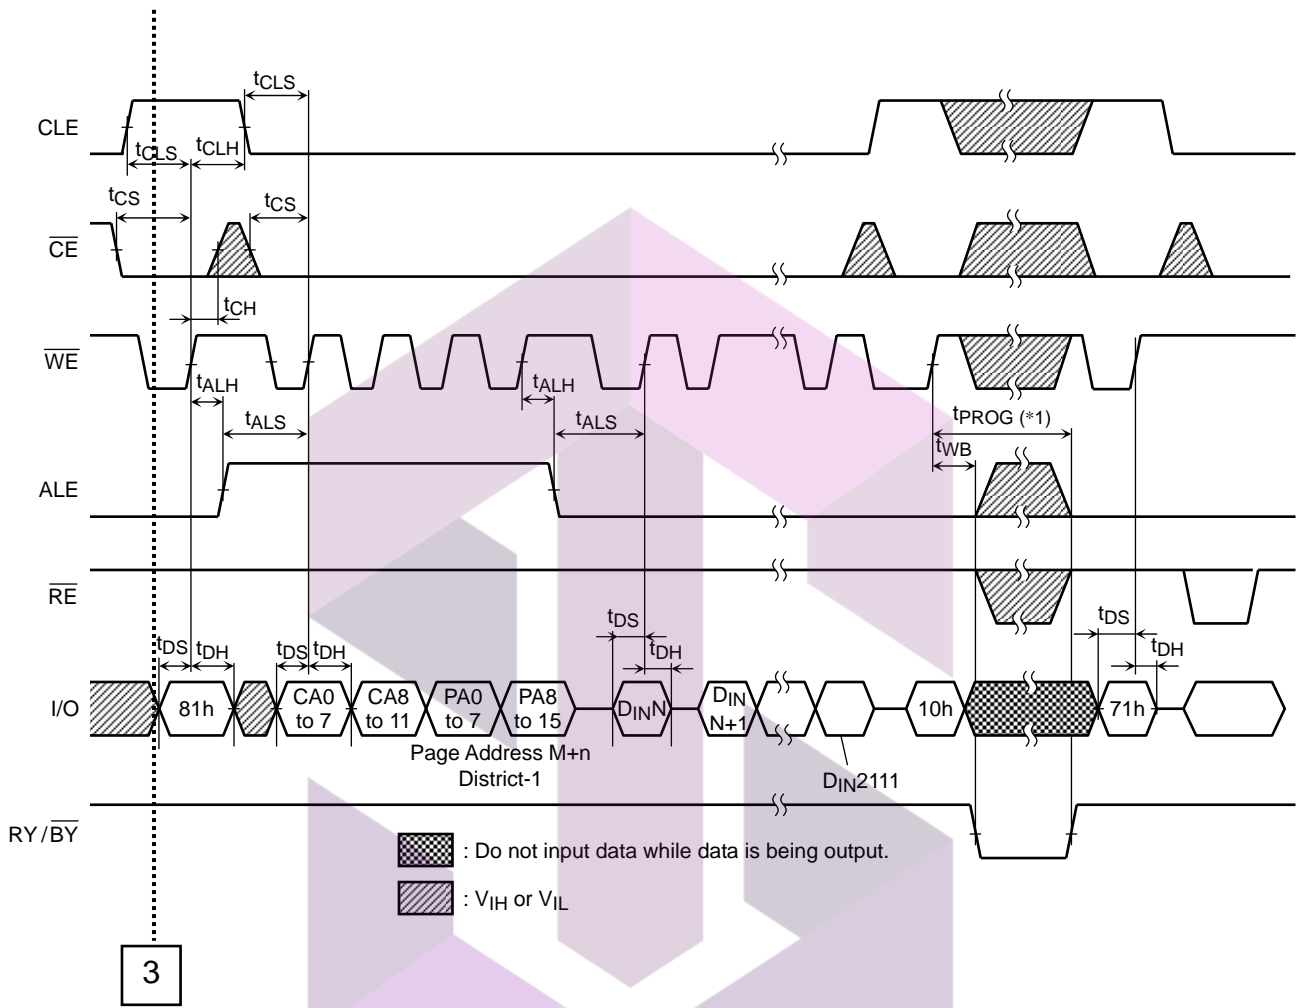 tCLS
CLE
tCLS
tCLH
tCS
tCS
CE
tCH
WE
tALH
tALH
tALS
tALS
tPROG (*1)
tWB
ALE
RE
tDS
tDH
tDS
tDH
tDS
tDH
tDS
tDH
I/O
81h
CA0
to 7
CA8
to 11
PA0
to 7
PA8
to 15
DINN
DIN
N+1
10h
71h
Page Address M+n
District-1
DIN2111
RY/BY
: Do not input data while data is being output.
: VIH or VIL
3